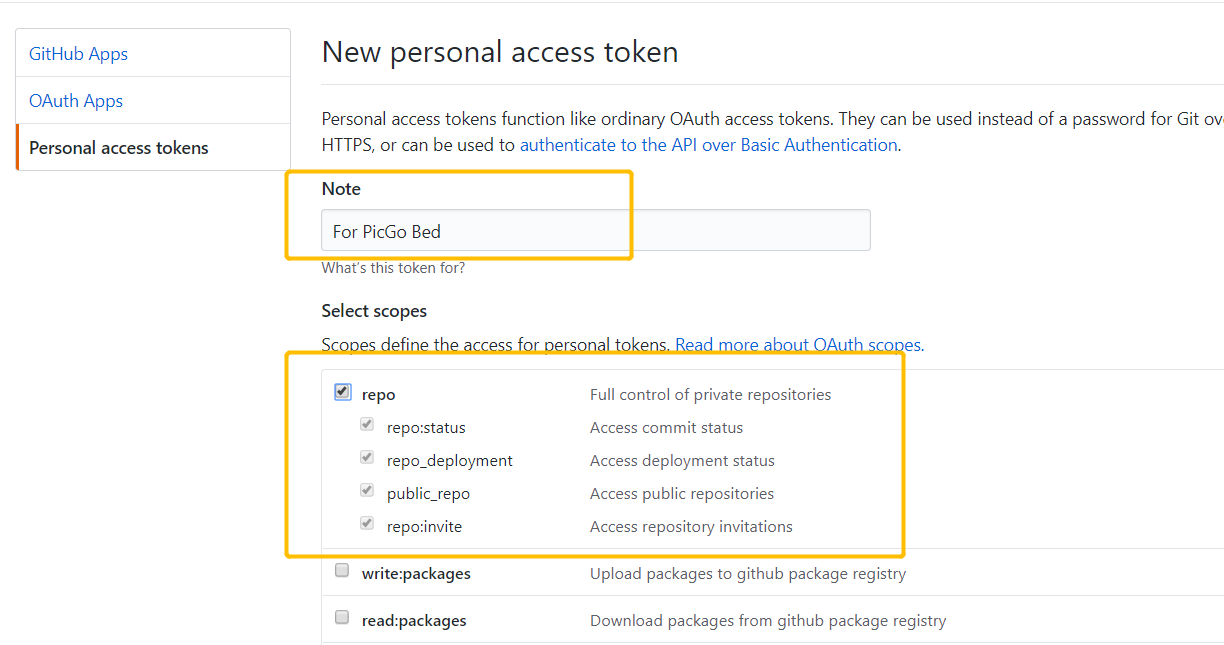 GitHub Apps
OAuth Apps
Personal access tokens
New personal access token
Personal access tokens function like ordinary OAuth access tokens. They can be used instead of a password for Git
HTTPS, or can be used to authenticate to the API over Basic Authentication.
Note
For PicGo Bed
What's this token for?
Select scopes
Scopes define the access for personal tokens. Read more about OAuth scopes.
repo Full control of private repositories
repo:status Access commit status
repo_deployment Access deployment status
public_repo Access public repositories
repo:invite Access repository invitations
write:packages Upload packages to github package registry
read:packages Download packages from github package registry